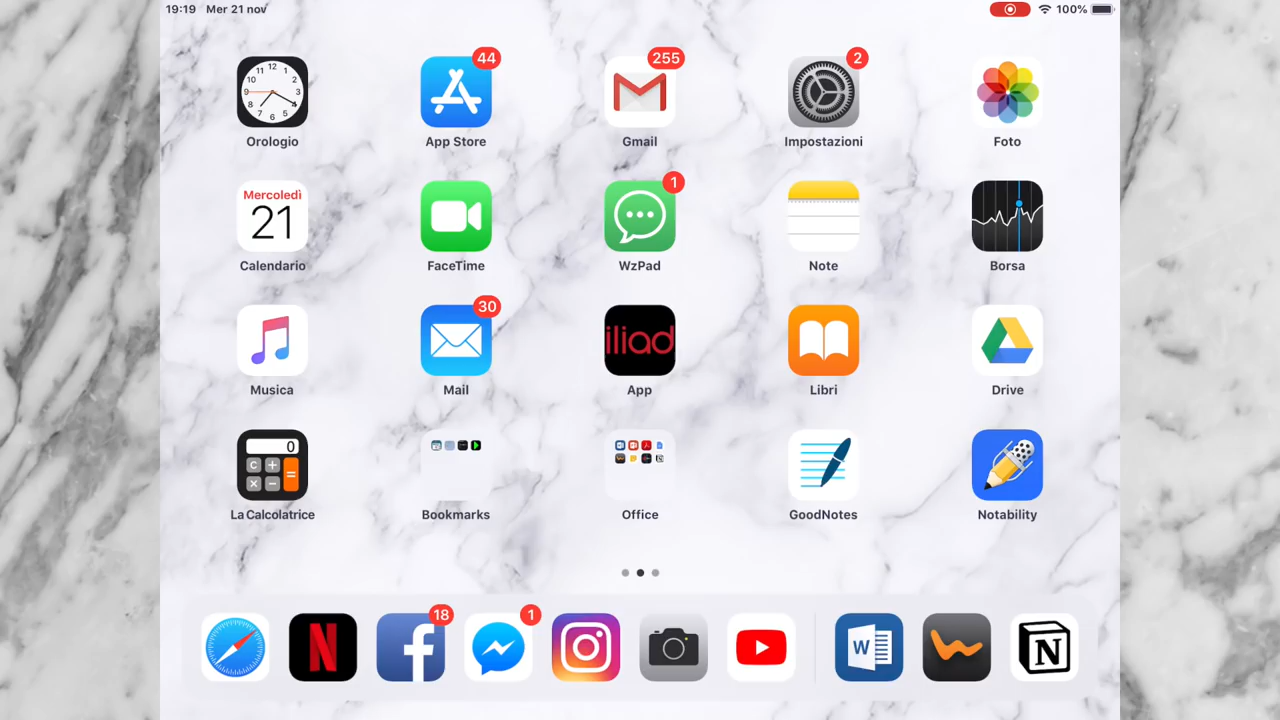 19:19 Mer 21 nov 100%
44 255 2
Orologio App Store Gmail Impostazioni Foto
1
Mercoledì
21
Calendario FaceTime WzPad Note Borsa
30
iliad
Musica Mail App Libri Drive
0
La Calcolatrice Bookmarks Office GoodNotes Notability
18 1